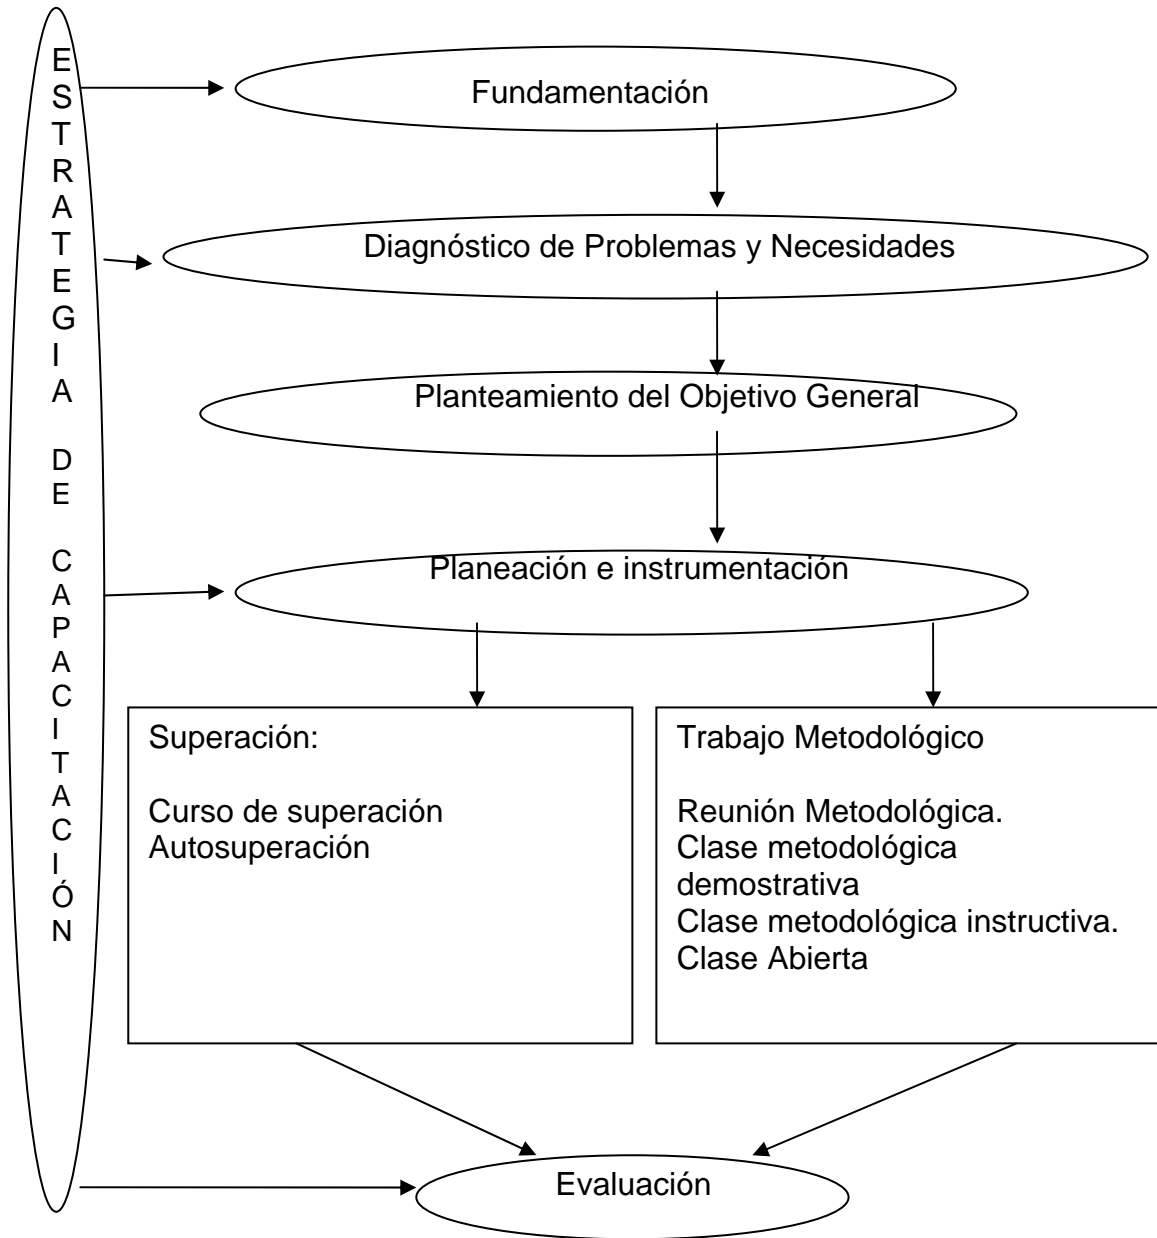 ESTRATEGIA DE CAPACITACIÓN
Fundamentación
Diagnóstico de Problemas y Necesidades
Planteamiento del Objetivo General
Planeación e instrumentación
Superación:
Curso de superación
Autosuperación
Trabajo Metodológico
Reunión Metodológica.
Clase metodológica
demostrativa
Clase metodológica instructiva.
Clase Abierta
Evaluación